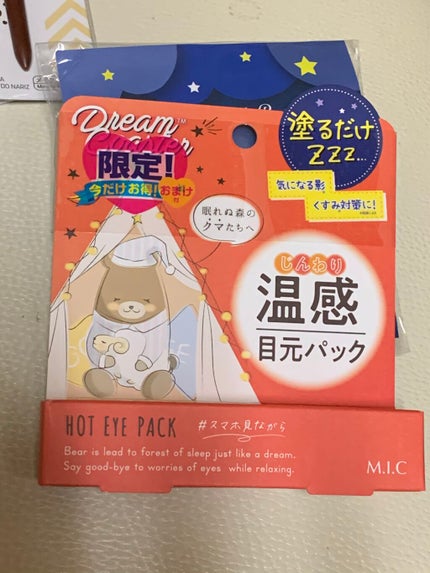 DO NARIZ
Dream
限定!
今だけお得!おまけ付
塗るだけ
ZZZ...
気になる影
くすみ対策に!
眠れぬ森の
クマたちへ
じんわり
温感
目元パック
HOT EYE PACK #スマホ見ながら
Bear is lead to forest of sleep just like a dream.
Say good-bye to worries of eyes while relaxing.
M.I.C